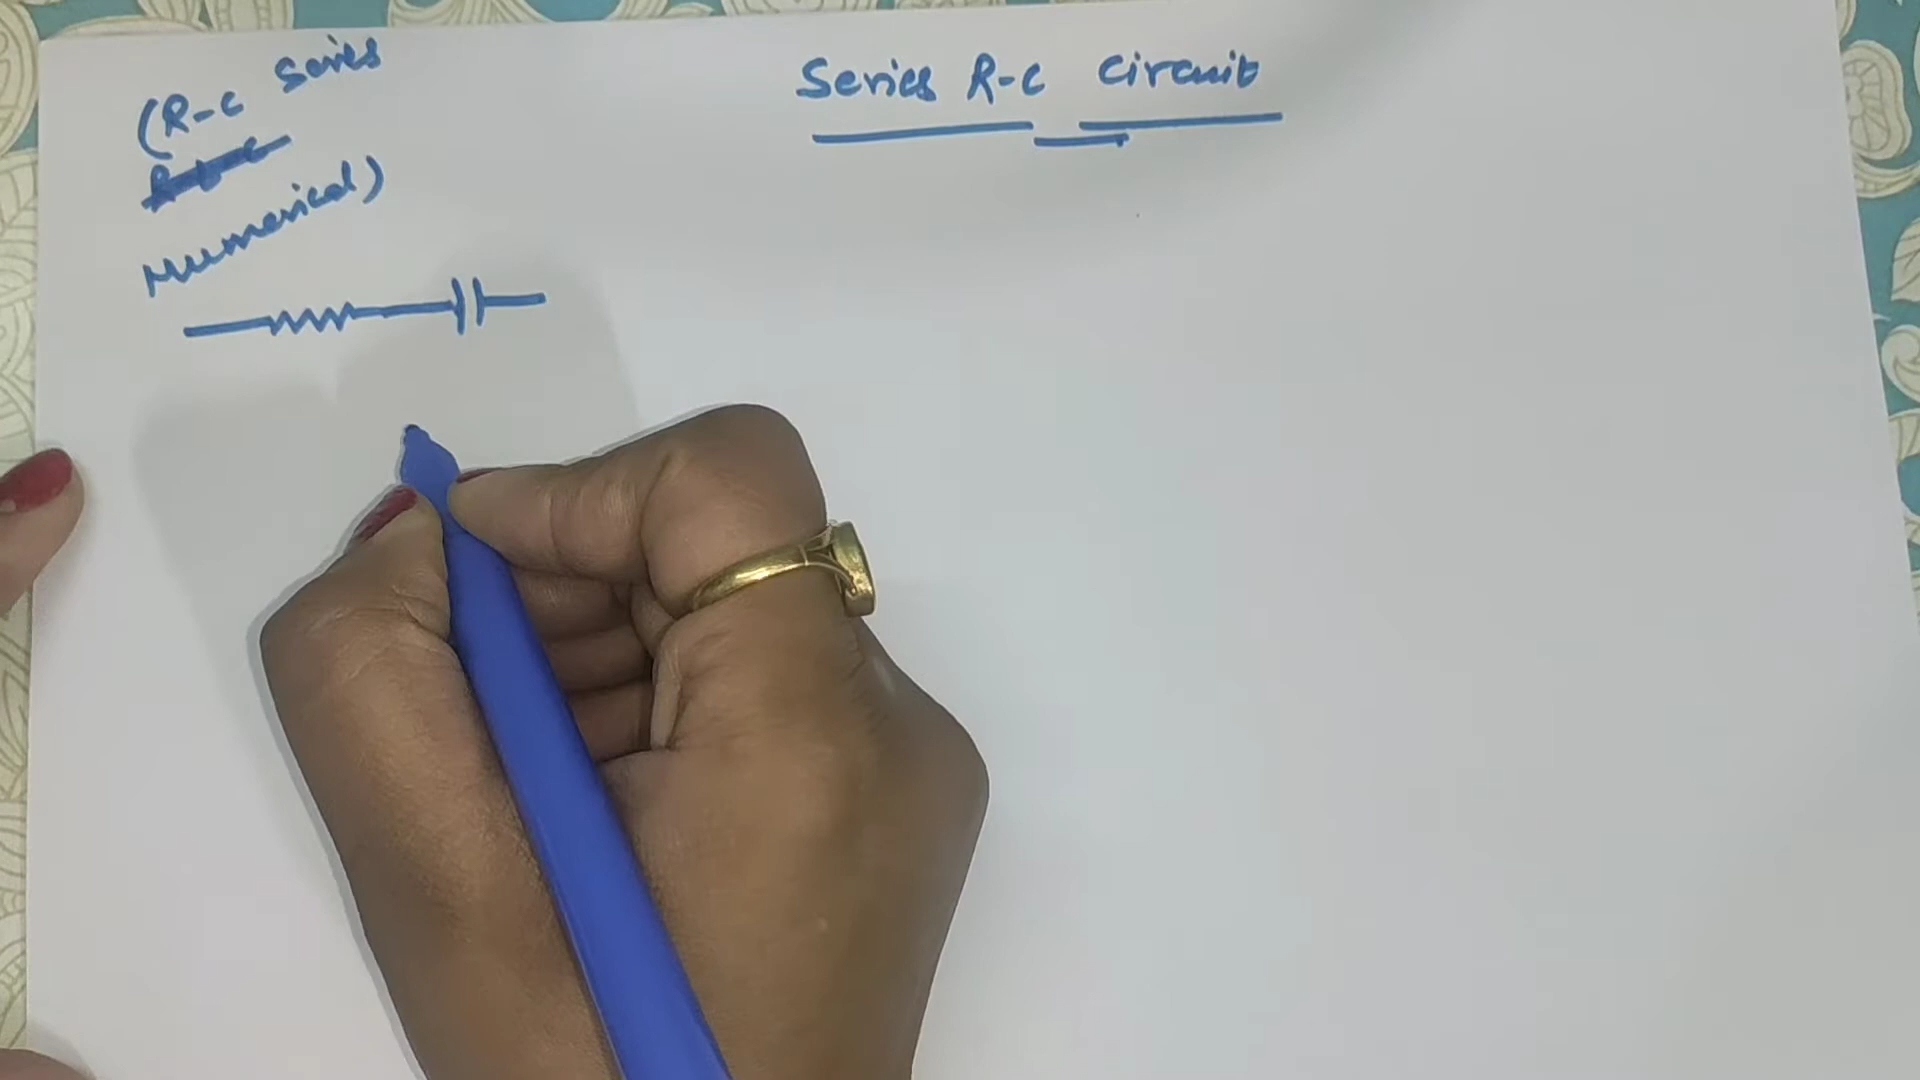 (R-C Series
Numerical)
Series R-C Circuit